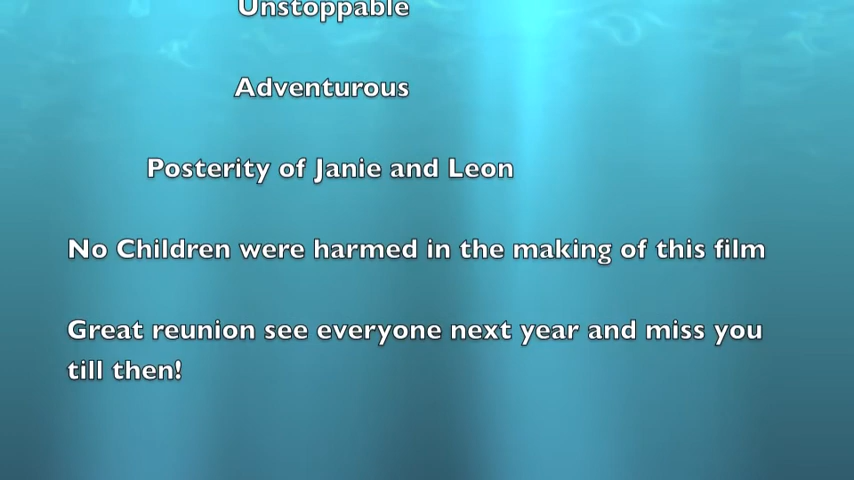 Unstoppable
Adventurous
Posterity of Janie and Leon
No Children were harmed in the making of this film
Great reunion see everyone next year and miss you
till then!